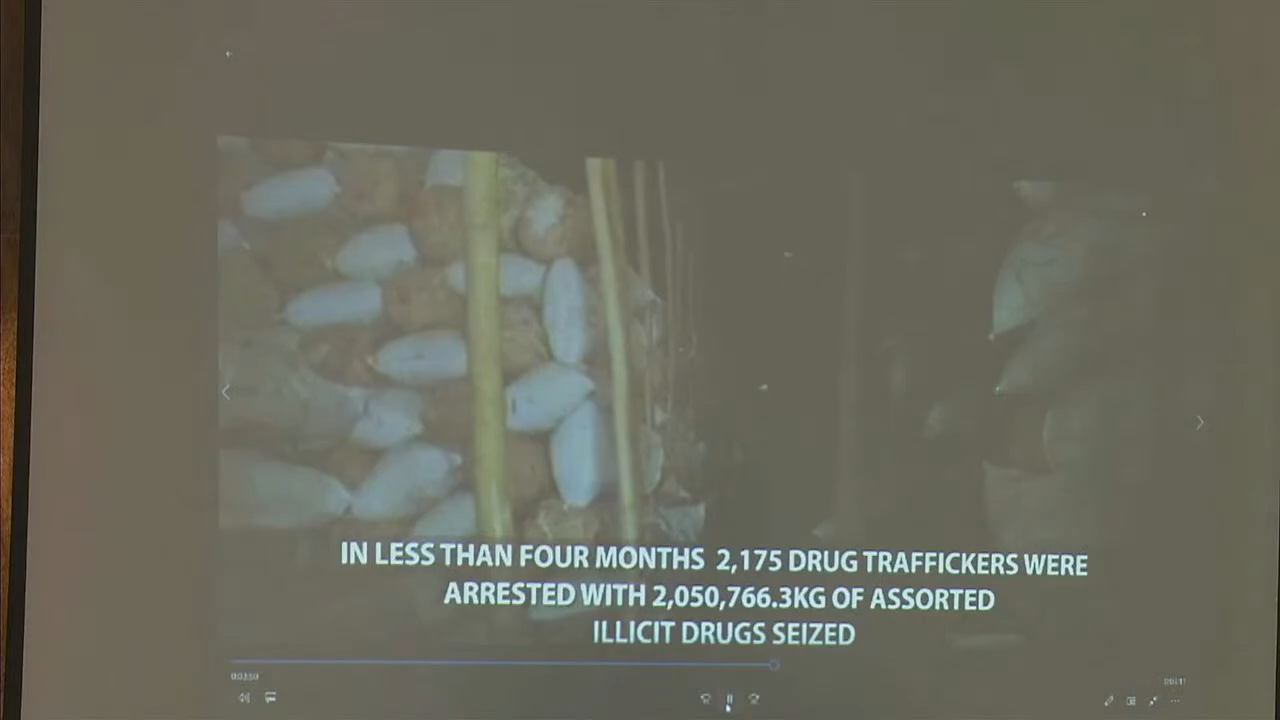 IN LESS THAN FOUR MONTHS 2,175 DRUG TRAFFICKERS WERE
ARRESTED WITH 2,050,766.3KG OF ASSORTED
ILLICIT DRUGS SEIZED